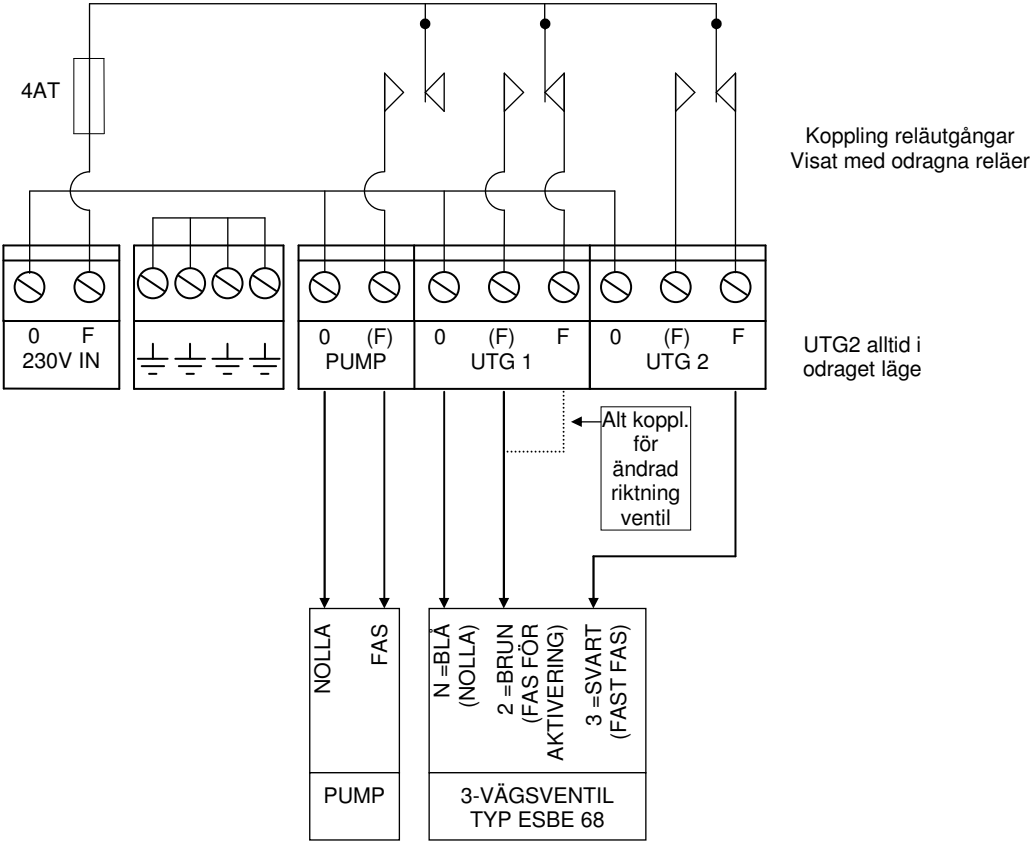 4AT
Koppling reläutgångar
Visat med odragna reläer
0 F
230V IN
0 (F)
PUMP
0 (F) F
UTG 1
0 (F) F
UTG 2
UTG2 alltid i
odraget läge
Alt koppl.
för
ändrad
riktning
ventil
NOLLA
FAS
N =BLÅ
(NOLLA)
2 =BRUN
(FAS FÖR
AKTIVERING)
3 =SVART
(FAST FAS)
PUMP
3-VÄGSVENTIL
TYP ESBE 68